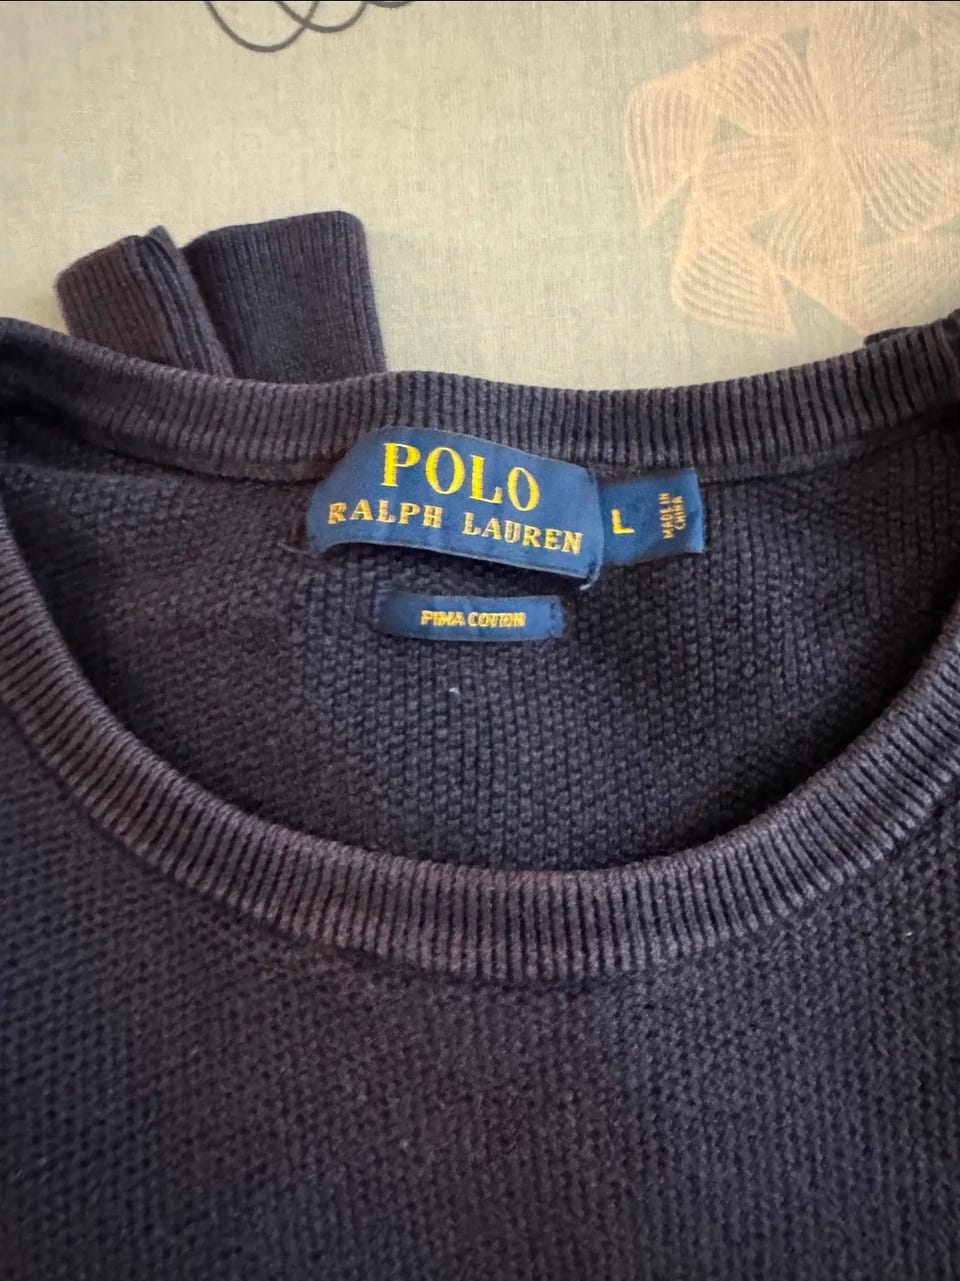 POLO
RALPH LAUREN
L
MADE IN
CHINA
PIMA COTTON